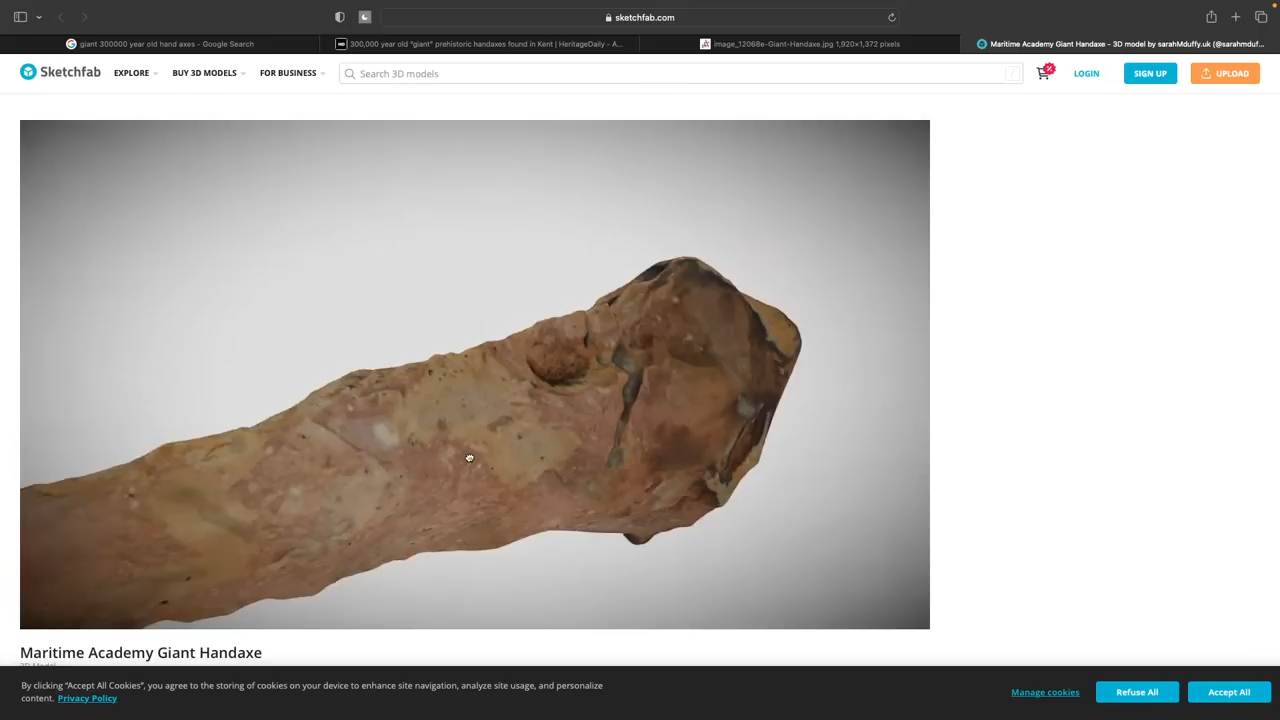 sketchfab.com
giant 300000 year old hand axes - Google Search
300,000 year old "giant" prehistoric handaxes found in Kent | HeritageDaily - A...
image_12068e-Giant-Handaxe.jpg 1,920×1,372 pixels
Maritime Academy Giant Handaxe - 3D model by sarahMduffy.uk (@sarahmduf...
Sketchfab
EXPLORE
BUY 3D MODELS
FOR BUSINESS
Search 3D models
/
LOGIN
SIGN UP
UPLOAD
Maritime Academy Giant Handaxe
3D Model
By clicking "Accept All Cookies", you agree to the storing of cookies on your device to enhance site navigation, analyze site usage, and personalize
content. Privacy Policy
Manage cookies
Refuse All
Accept All